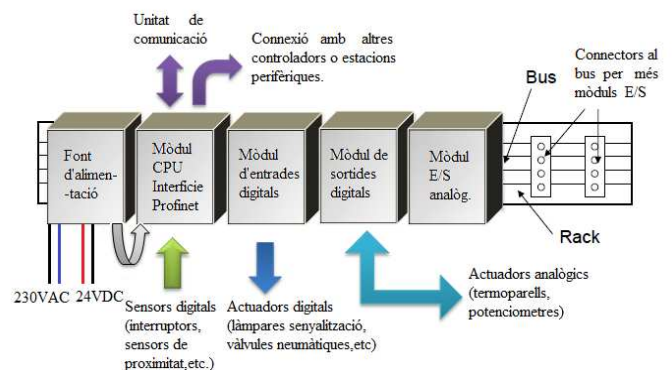 Unitat de
comunicació
Connexió amb altres
controladors o estacions
perifèriques.
Connectors al
bus per més
mòduls E/S
Bus
Font
d'alimen-
-tació
Mòdul
CPU
Interfície
Profinet
Mòdul
d'entrades
digitals
Mòdul de
sortides
digitals
Mòdul
E/S
analòg.
Rack
230VAC 24VDC
Sensors digitals
(interruptors,
sensors de
proximitat,etc.)
Actuadors digitals
(làmpares senyalització,
vàlvules neumàtiques,etc)
Actuadors analògics
(termoparells,
potenciometres)